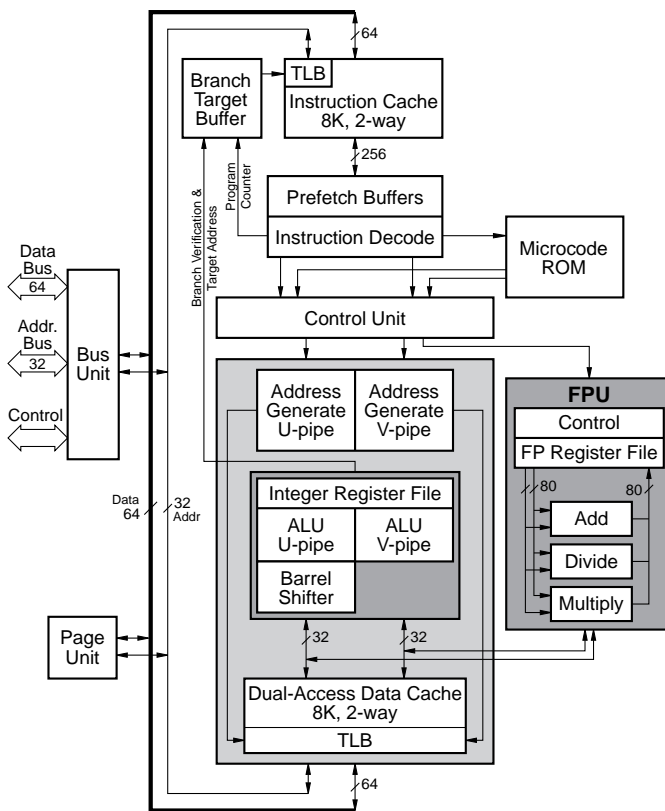 64
TLB
Instruction Cache
8K, 2-way
Branch
Target
Buffer
256
Branch Verification &
Target Address
Program
Counter
Prefetch Buffers
Instruction Decode
Microcode
ROM
Control Unit
Data
Bus
64
Addr.
Bus
32
Control
Bus
Unit
Address
Generate
U-pipe
Address
Generate
V-pipe
FPU
Control
FP Register File
80
80
Add
Divide
Multiply
Integer Register File
ALU
U-pipe
ALU
V-pipe
Barrel
Shifter
Data
64
32
Addr
32
32
Page
Unit
Dual-Access Data Cache
8K, 2-way
TLB
64